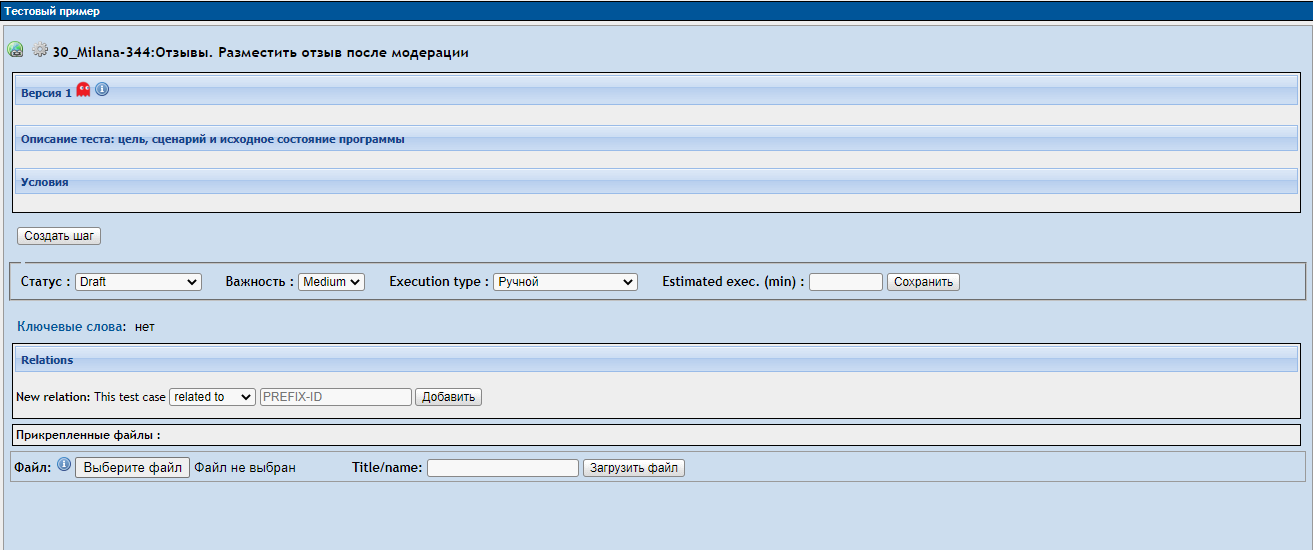 Тестовый пример
30_Milana-344:Отзывы. Разместить отзыв после модерации
Версия 1
Описание теста: цель, сценарий и исходное состояние программы
Условия
Создать шаг
Статус : Draft Важность : Medium Execution type : Ручной Estimated exec. (min) : Сохранить
Ключевые слова: нет
Relations
New relation: This test case related to PREFIX-ID Добавить
Прикрепленные файлы :
Файл: Выберите файл Файл не выбран Title/name: Загрузить файл